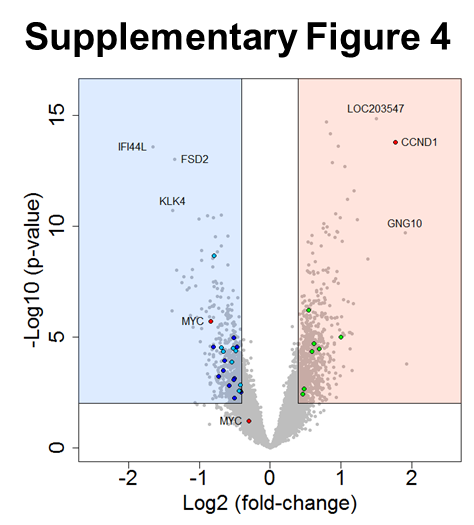 Supplementary Figure 4
LOC203547
CCND1
IFI44L
FSD2
KLK4
GNG10
MYC
MYC
15
10
5
0
-Log10 (p-value)
-2 -1 0 1 2
Log2 (fold-change)